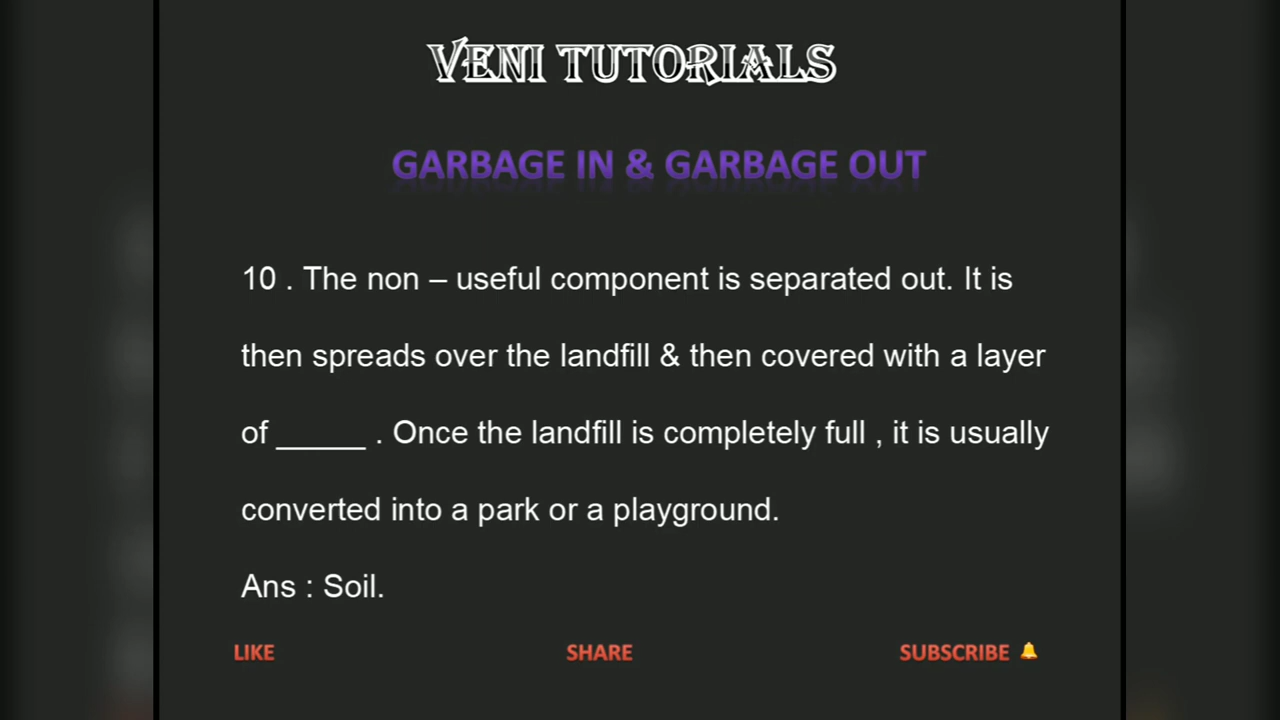 VENI TUTORIALS
GARBAGE IN & GARBAGE OUT
10 . The non – useful component is separated out. It is
then spreads over the landfill & then covered with a layer
of _____ . Once the landfill is completely full , it is usually
converted into a park or a playground.
Ans : Soil.
LIKE SHARE SUBSCRIBE 🔔